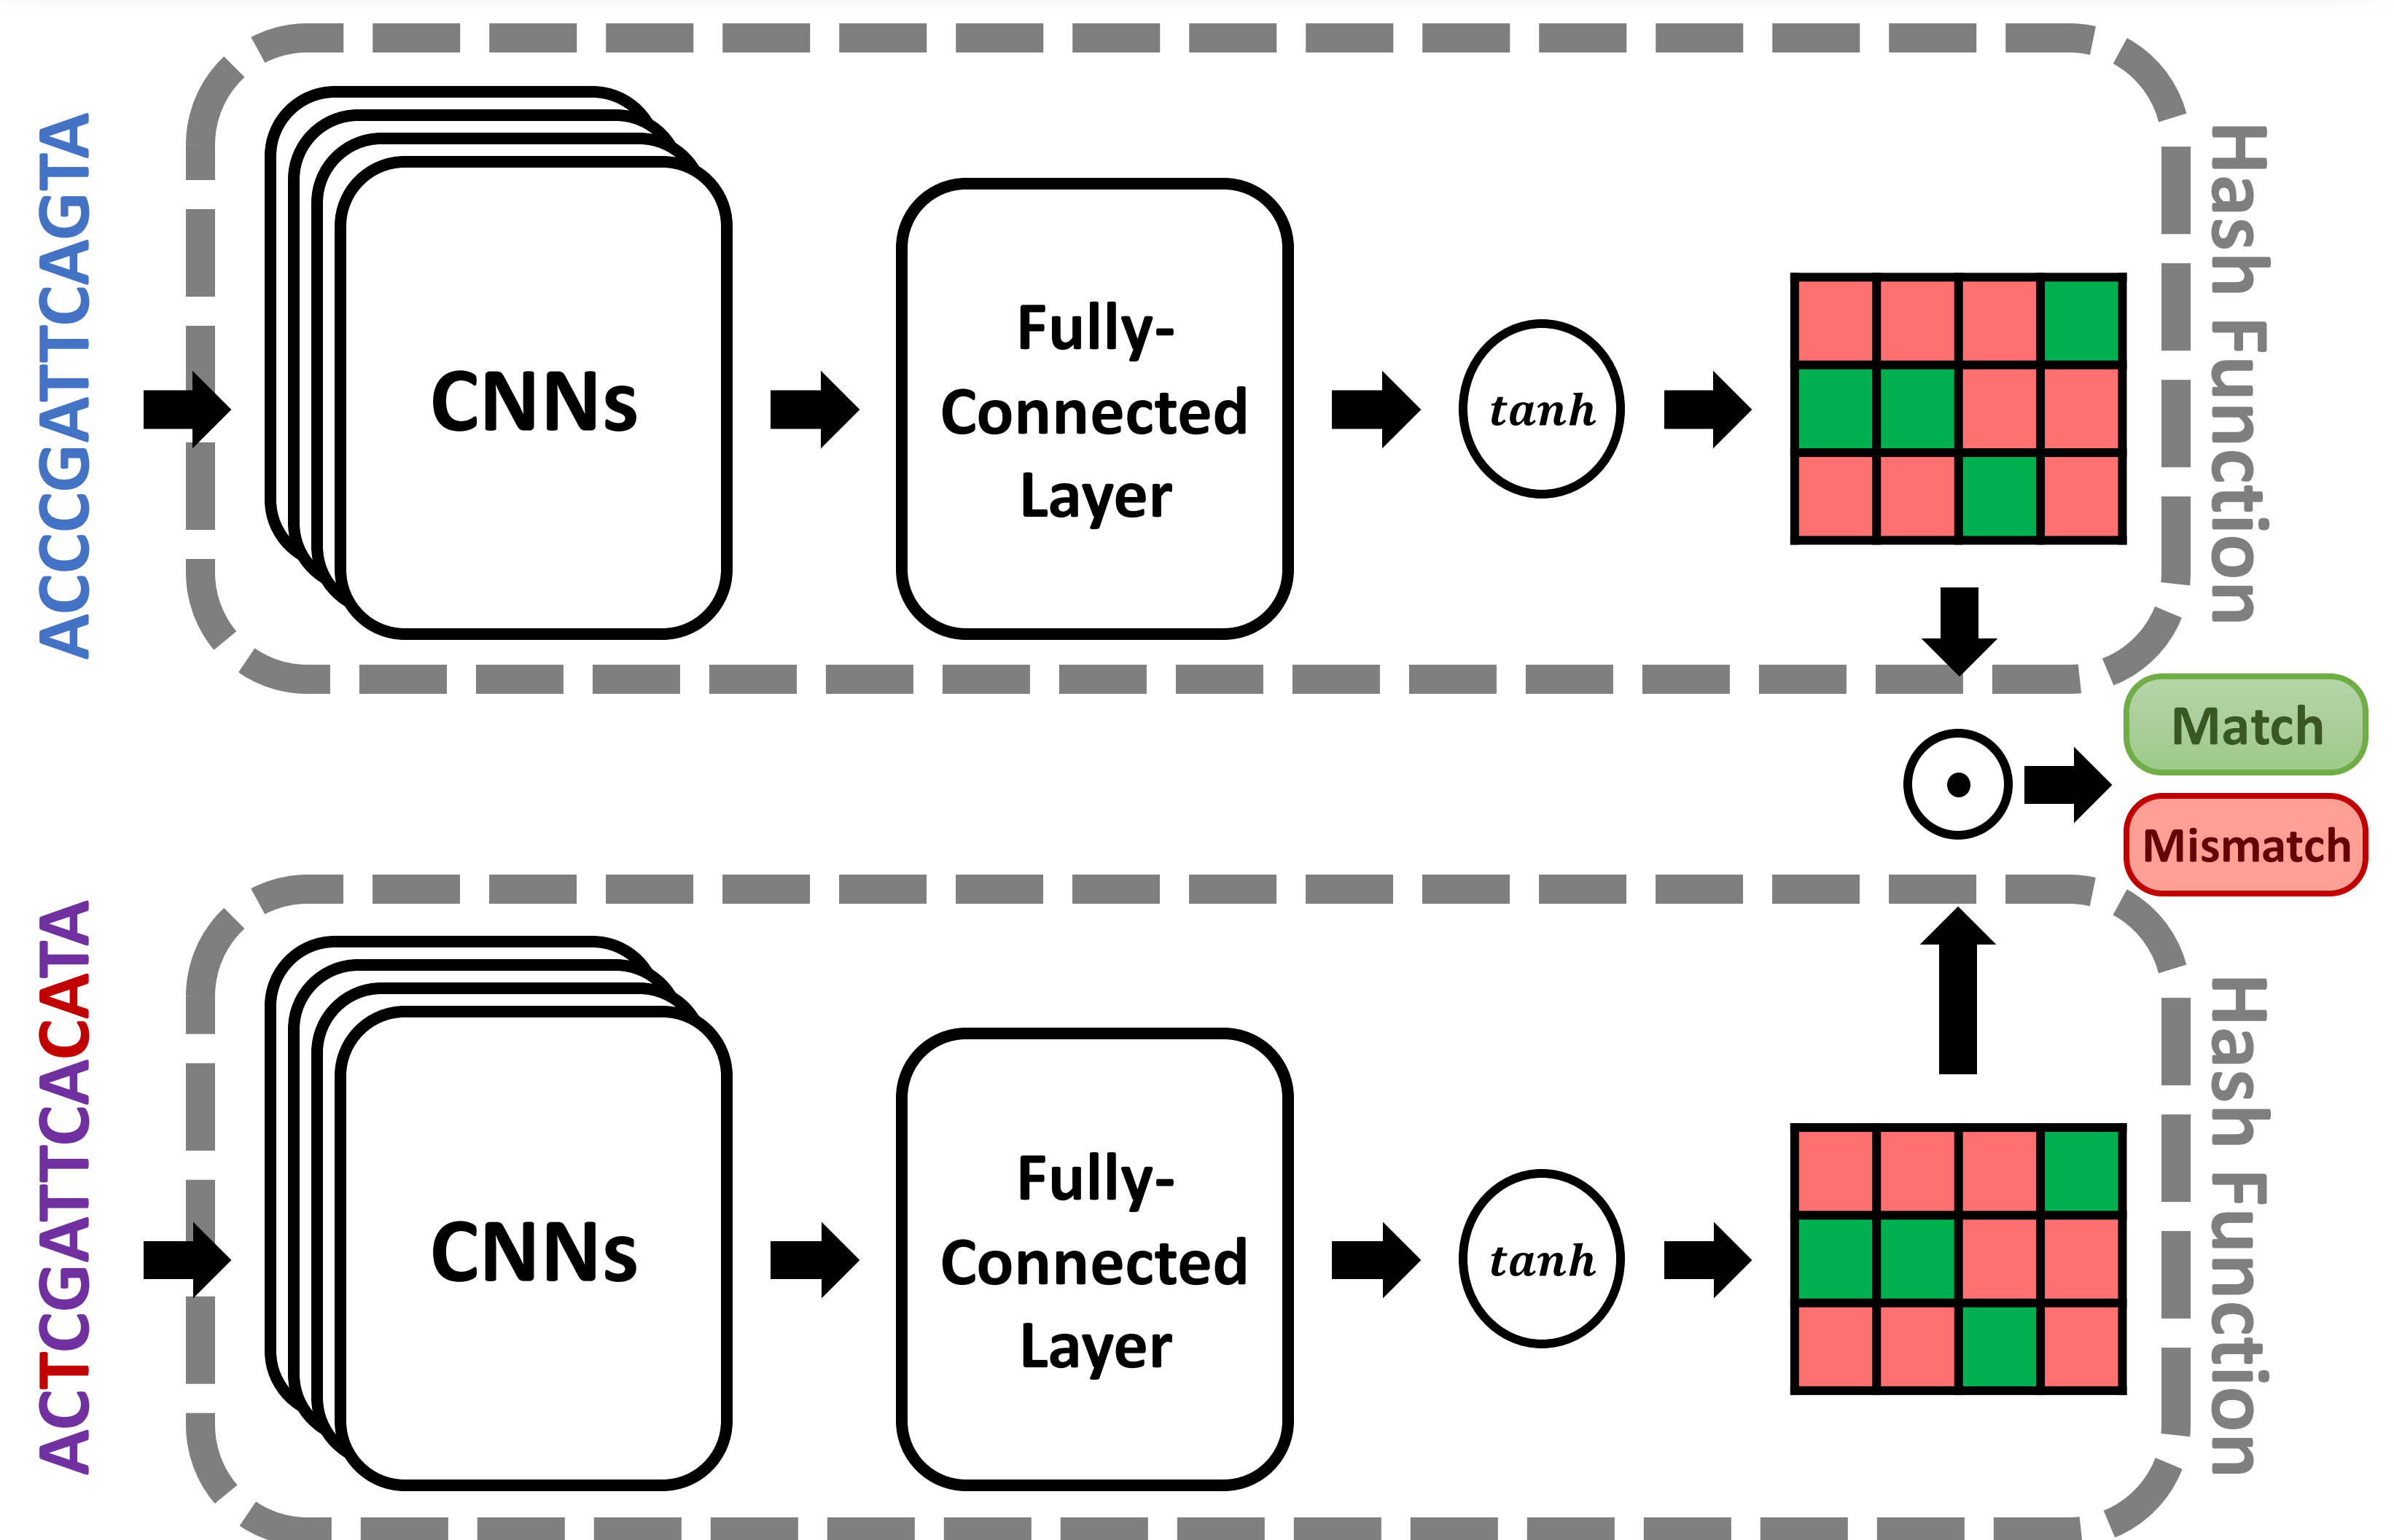 ACCCGATTCAGTA
CNNs
Fully-
Connected
Layer
tanh
Hash Function
Match
Mismatch
ACTCGATTCACATA
CNNs
Fully-
Connected
Layer
tanh
Hash Function